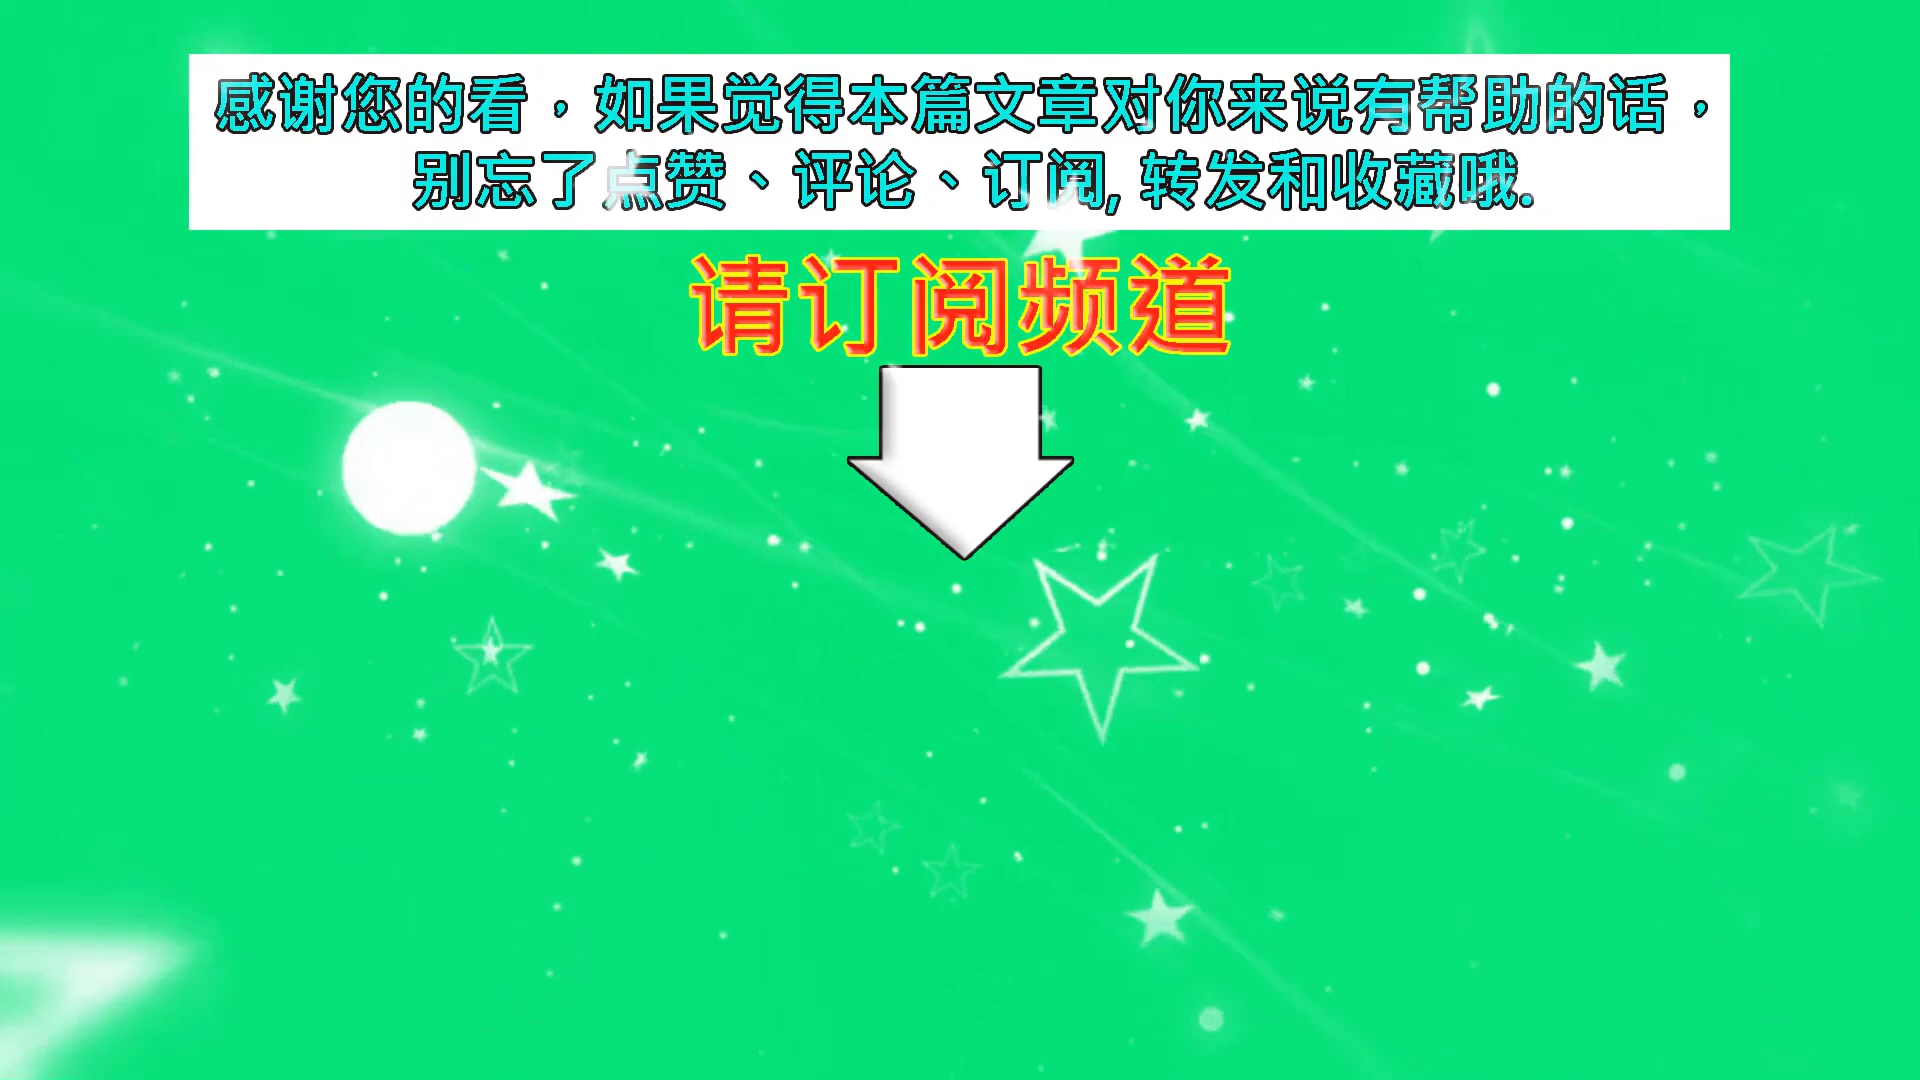 感谢您的看，如果觉得本篇文章对你来说有帮助的话，
别忘了点赞、评论、订阅, 转发和收藏哦.
请订阅频道